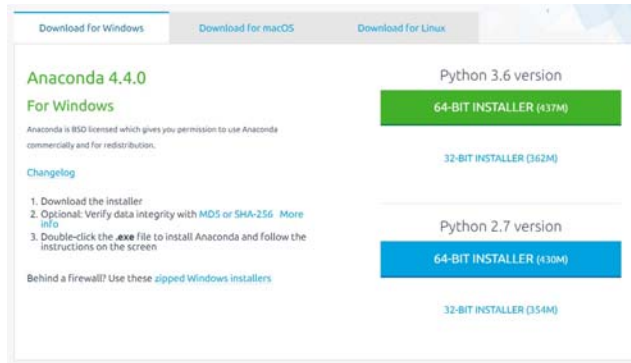 Download for Windows
Download for macOS
Download for Linux
Anaconda 4.4.0
For Windows
Anaconda is BSD licensed which gives you permission to use Anaconda
commercially and for redistribution.
Changelog
1. Download the installer
2. Optional: Verify data integrity with MD5 or SHA-256 More
info
3. Double-click the .exe file to install Anaconda and follow the
instructions on the screen
Behind a firewall? Use these zipped Windows installers
Python 3.6 version
64-BIT INSTALLER (437M)
32-BIT INSTALLER (362M)
Python 2.7 version
64-BIT INSTALLER (430M)
32-BIT INSTALLER (354M)